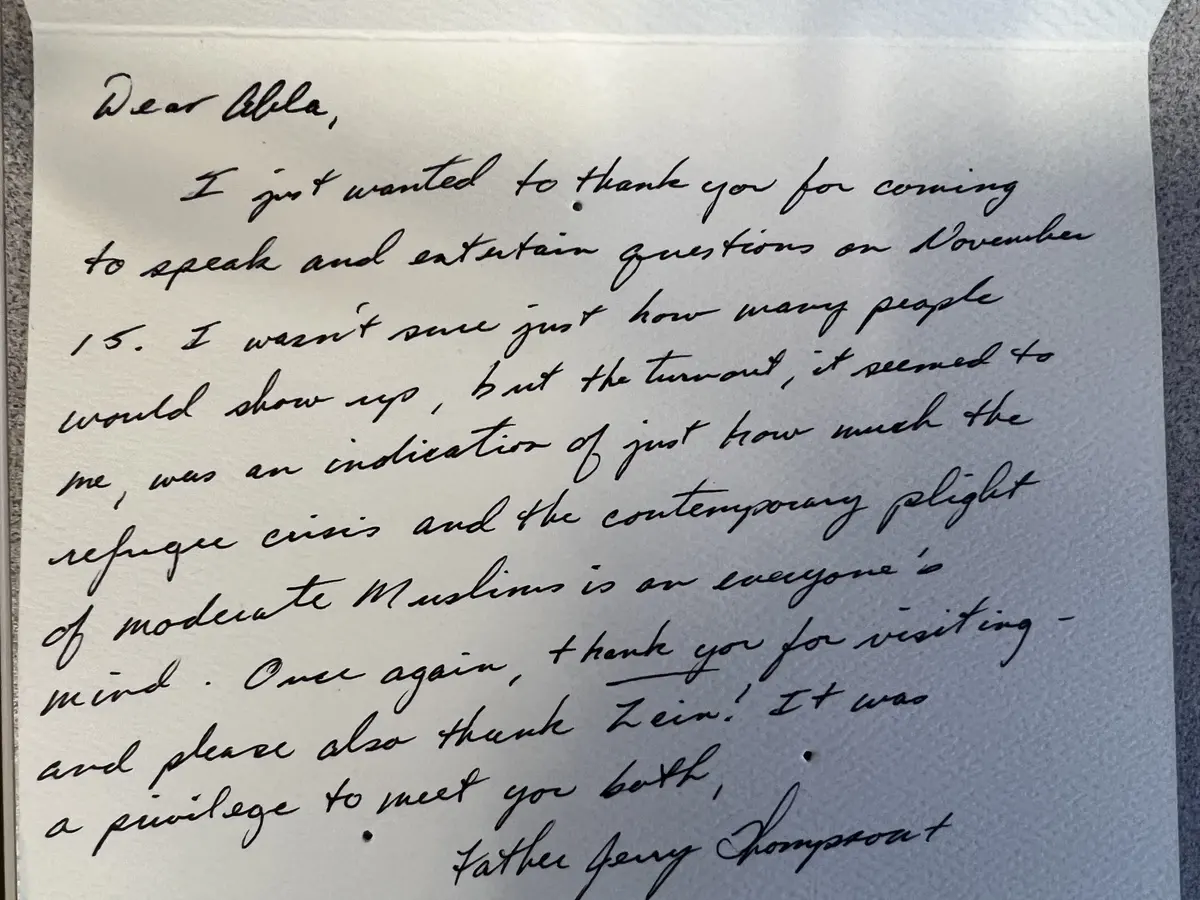 Dear Abla,
I just wanted to thank you for coming
to speak and entertain questions on November
15. I wasn't sure just how many people
would show up, but the turnout, it seemed to
me, was an indication of just how much the
refugee crisis and the contemporary plight
of moderate Muslims is on everyone's
mind. Once again, thank you for visiting -
and please also thank Zein! It was
a privilege to meet you both,
Father Jerry Thompson +